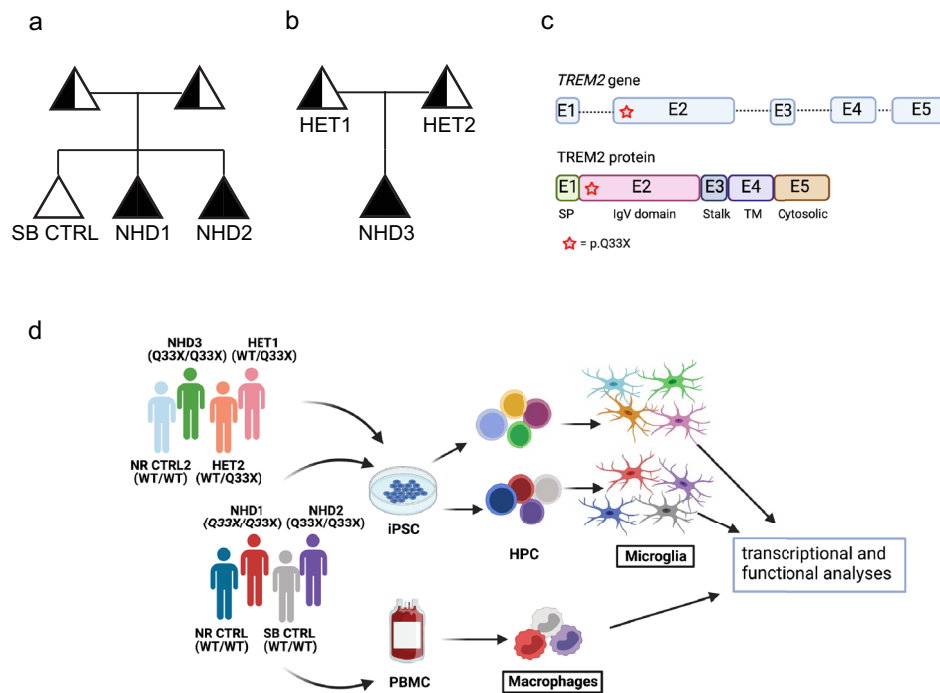 a
SB CTRL NHD1 NHD2
b
HET1 HET2
NHD3
c
TREM2 gene
E1 E2 E3 E4 E5
TREM2 protein
E1 E2 E3 E4 E5
SP IgV domain Stalk TM Cytosolic
= p.Q33X
d
NHD3 HET1
(Q33X/Q33X) (WT/Q33X)
NR CTRL2 HET2
(WT/WT) (WT/Q33X)
NHD1 NHD2
(Q33X/Q33X) (Q33X/Q33X)
NR CTRL SB CTRL
(WT/WT) (WT/WT)
iPSC
HPC
Microglia
PBMC
Macrophages
transcriptional and
functional analyses